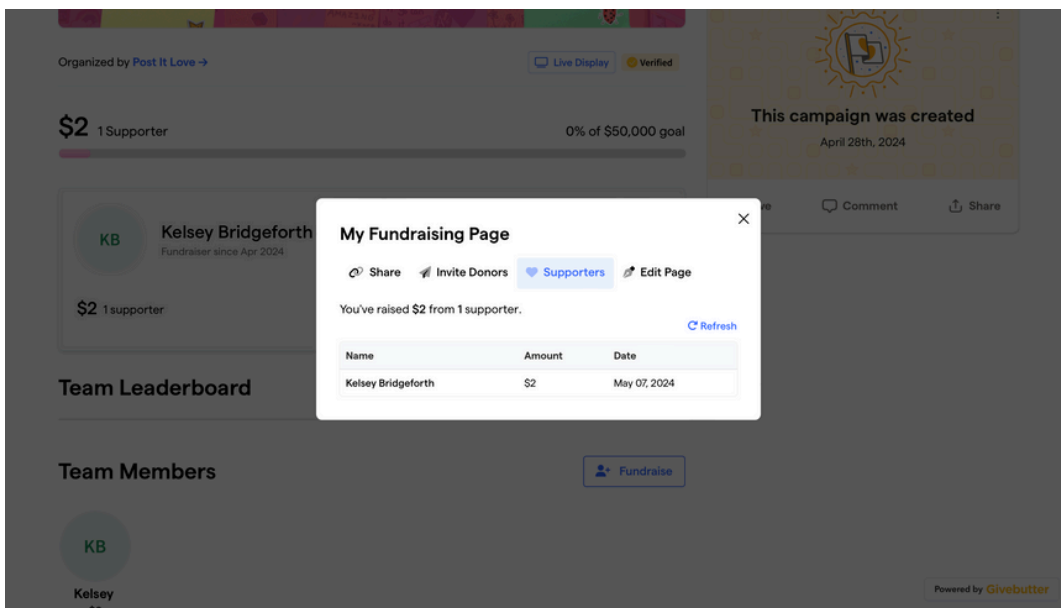 Organized by Post It Love →
Live Display
Verified
$2 1 Supporter
0% of $50,000 goal
This campaign was created
April 28th, 2024
Comment
Share
KB
Kelsey Bridgeforth
Fundraiser since Apr 2024
$2 1 supporter
My Fundraising Page
Share
Invite Donors
Supporters
Edit Page
You've raised $2 from 1 supporter.
Refresh
Name Amount Date
Kelsey Bridgeforth $2 May 07, 2024
Team Leaderboard
Team Members
Fundraise
KB
Kelsey
Powered by Givebutter